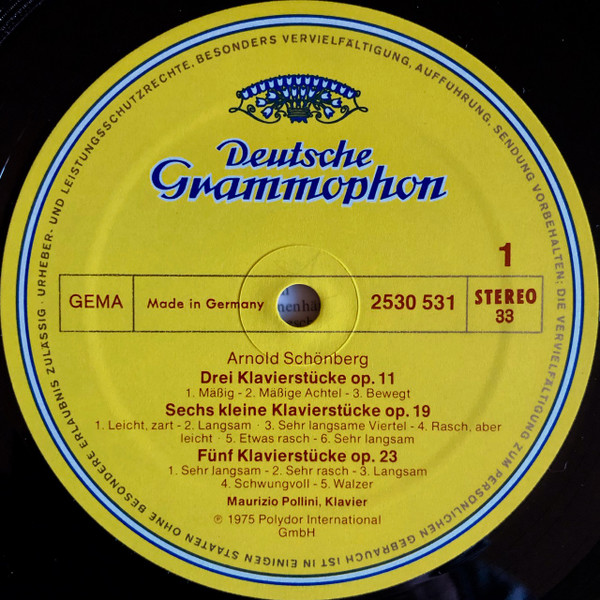 URHEBER- UND LEISTUNGSSCHUTZRECHTE, BESONDERS VERVIELFÄLTIGUNG, AUFFÜHRUNG, SENDUNG VORBEHALTEN; DIE VERVIELFÄLTIGUNG ZUM PERSÖNLICHEN GEBRAUCH IST IN EINIGEN STAATEN OHNE BESONDERE ERLAUBNIS ZULÄSSIG ·
Deutsche
Grammophon
1
GEMA
Made in Germany
2530 531
STEREO
33
Arnold Schönberg
Drei Klavierstücke op. 11
1. Mäßig - 2. Mäßige Achtel - 3. Bewegt
Sechs kleine Klavierstücke op. 19
1. Leicht, zart - 2. Langsam · 3. Sehr langsame Viertel - 4. Rasch, aber
leicht · 5. Etwas rasch - 6. Sehr langsam
Fünf Klavierstücke op. 23
1. Sehr langsam - 2. Sehr rasch - 3. Langsam
4. Schwungvoll - 5. Walzer
Maurizio Pollini, Klavier
℗ 1975 Polydor International
GmbH